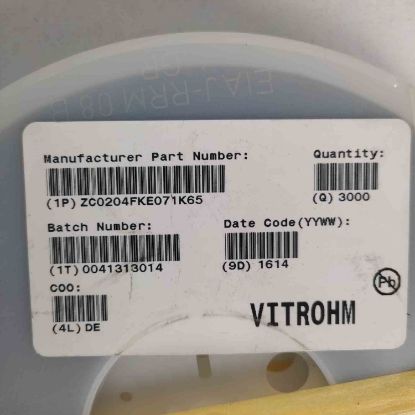 EIAJ-RRM 08 B
Manufacturer Part Number:
Quantity:
(1P) ZC0204FKE071K65
(Q) 3000
Batch Number:
Date Code(YYWW):
(1T) 0041313014
(9D) 1614
COO:
Pb
(4L) DE
VITROHM